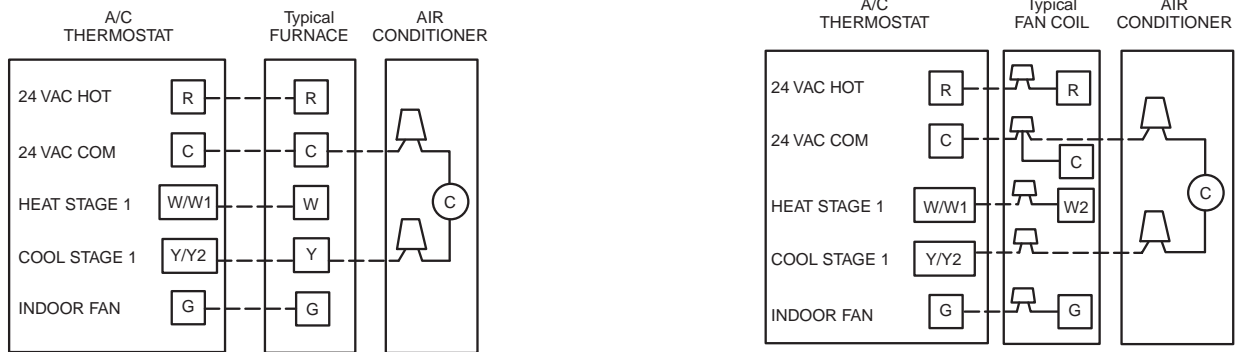 A/C
THERMOSTAT
Typical
FURNACE
AIR
CONDITIONER
24 VAC HOT
R
R
24 VAC COM
C
C
HEAT STAGE 1
W/W1
W
C
COOL STAGE 1
Y/Y2
Y
INDOOR FAN
G
G
A/C
THERMOSTAT
Typical
FAN COIL
AIR
CONDITIONER
24 VAC HOT
R
R
24 VAC COM
C
C
HEAT STAGE 1
W/W1
W2
C
COOL STAGE 1
Y/Y2
INDOOR FAN
G
G